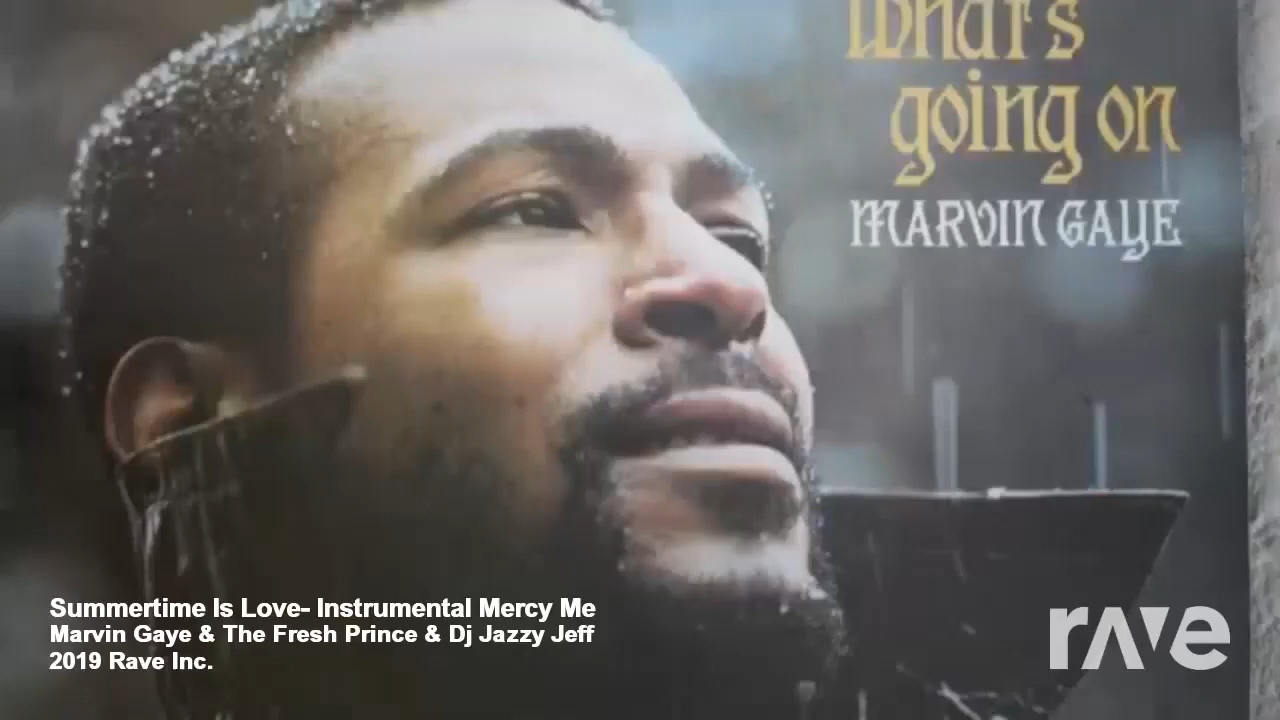 What's
going on
MARVIN GAYE
Summertime Is Love- Instrumental Mercy Me
Marvin Gaye & The Fresh Prince & Dj Jazzy Jeff
2019 Rave Inc.
rave